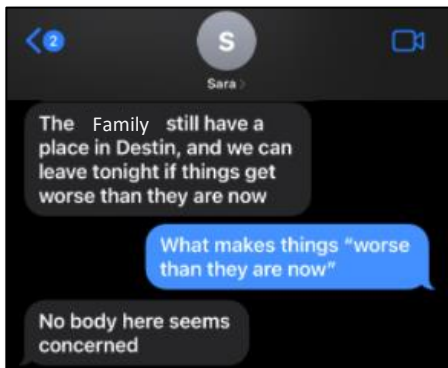 2
S
Sara >
The Family still have a
place in Destin, and we can
leave tonight if things get
worse than they are now
What makes things “worse
than they are now”
No body here seems
concerned